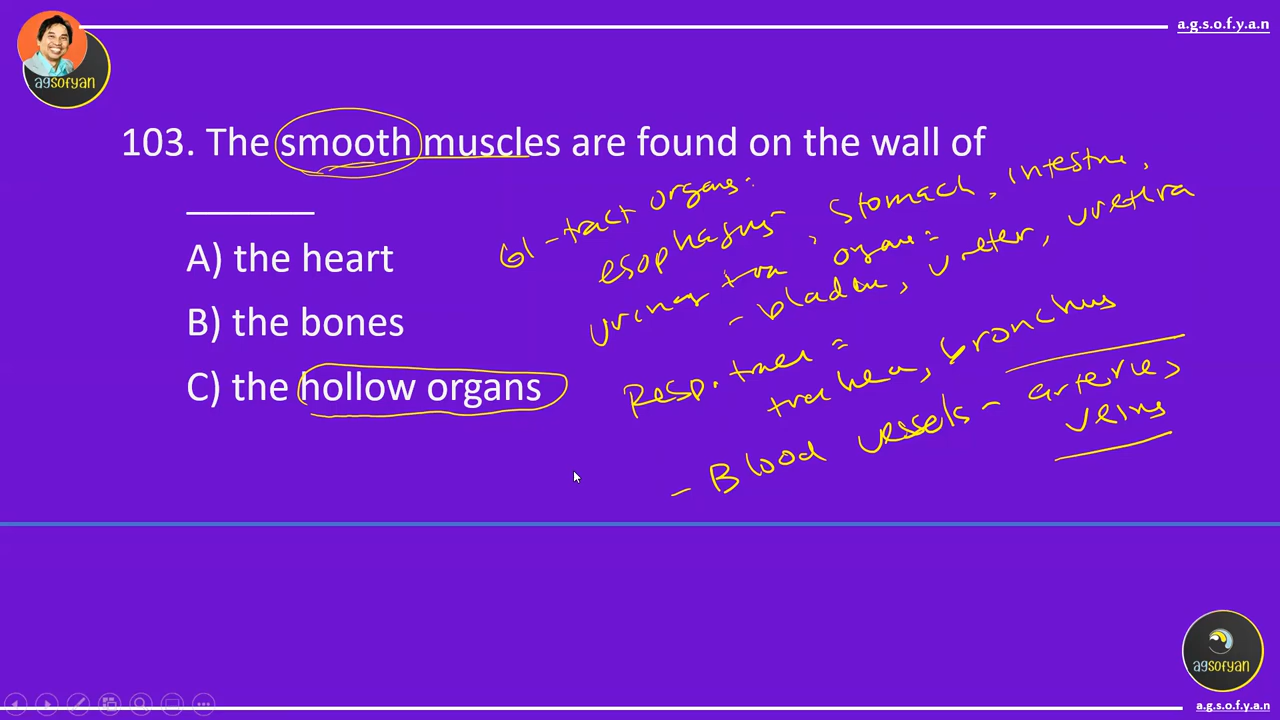 a.g.s.o.f.y.an
agsofyan
103. The smooth muscles are found on the wall of
________
A) the heart
B) the bones
C) the hollow organs
GI-tract organs:
esophagus, stomach, intestine,
organs:
- bladder, ureter, urethra
Resp. tract:
trachea, bronchus
- Blood vessels - arteries
veins
agsofyan
a.g.s.o.f.y.an